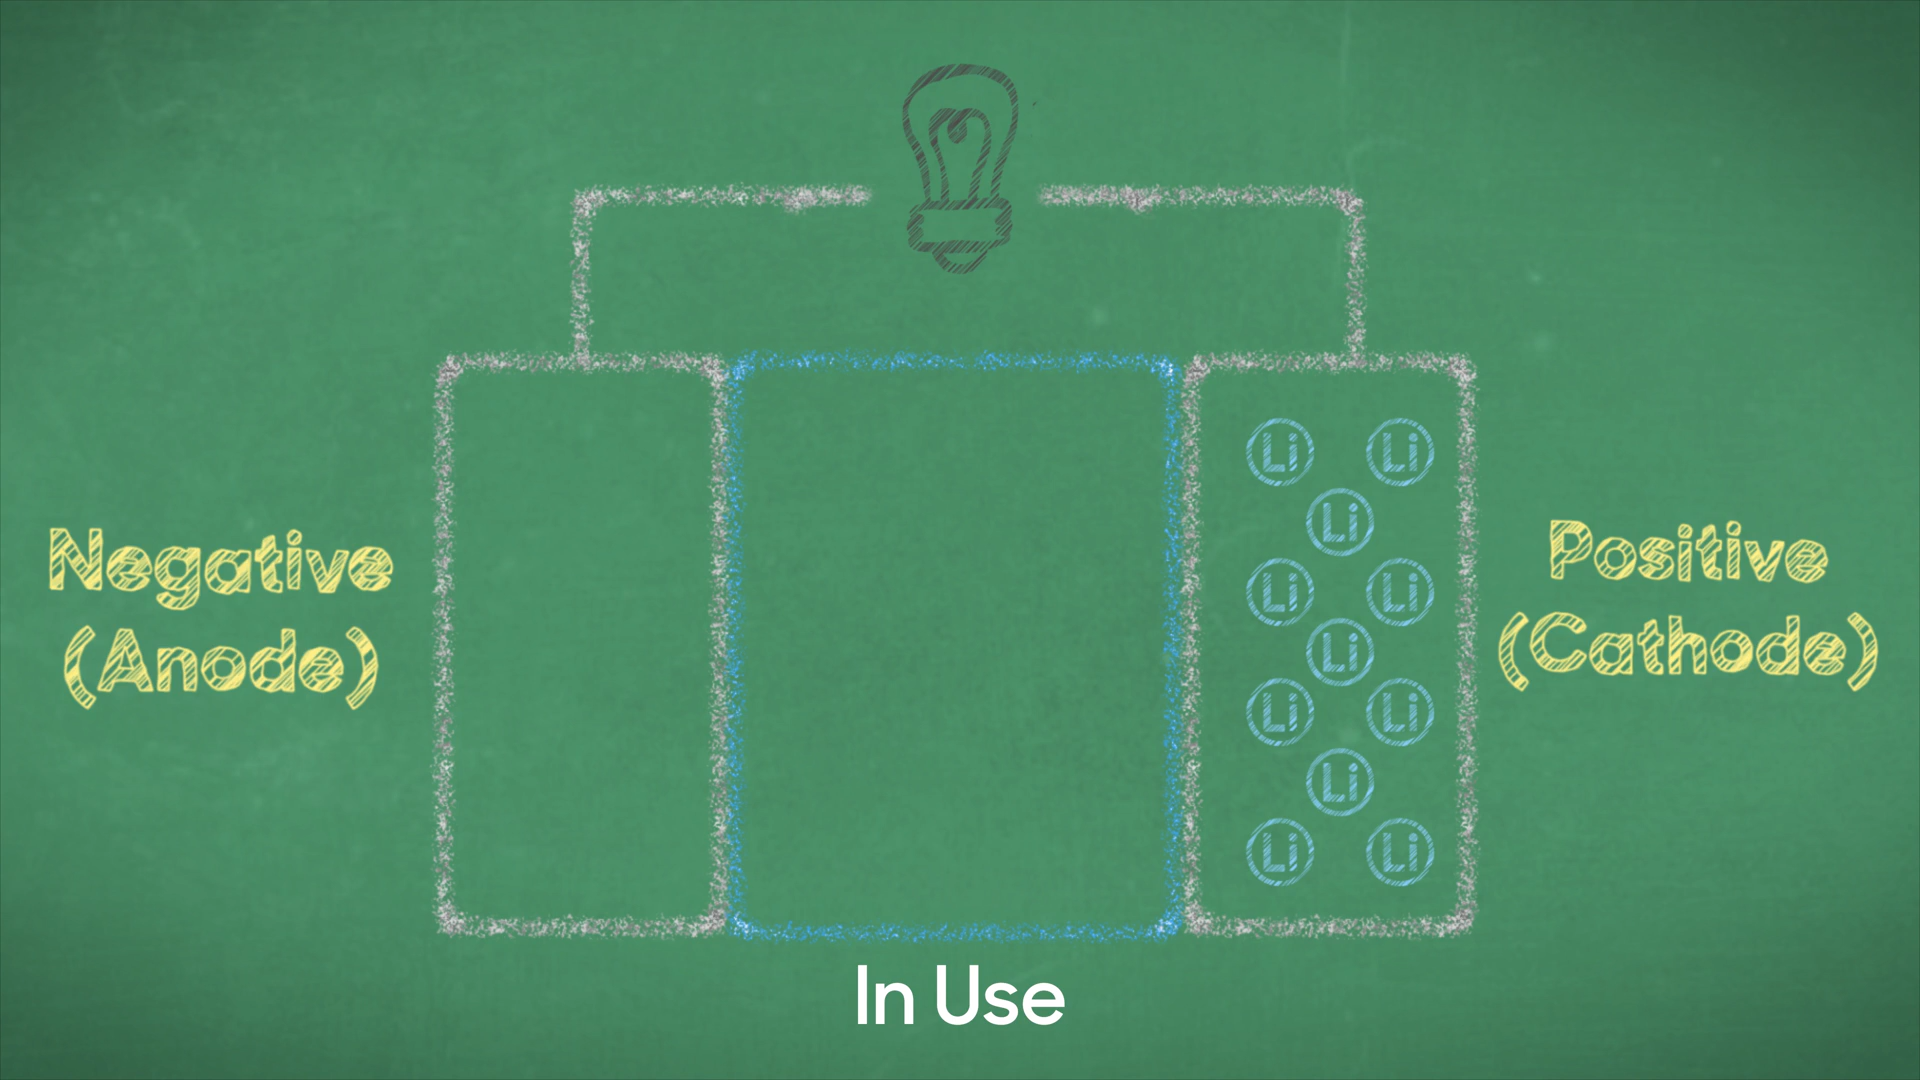 Negative
(Anode)
Li Li
Li
Li Li
Li
Li Li
Li
Li Li
Positive
(Cathode)
In Use